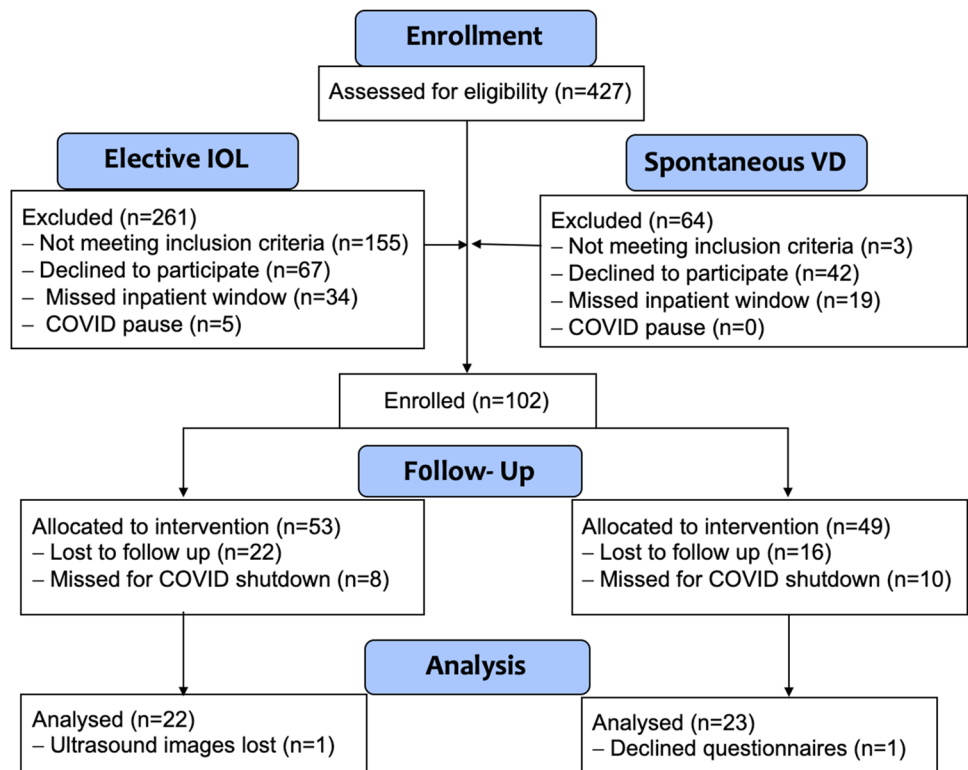 Enrollment
Assessed for eligibility (n=427)
Elective IOL
Excluded (n=261)
– Not meeting inclusion criteria (n=155)
– Declined to participate (n=67)
– Missed inpatient window (n=34)
– COVID pause (n=5)
Spontaneous VD
Excluded (n=64)
– Not meeting inclusion criteria (n=3)
– Declined to participate (n=42)
– Missed inpatient window (n=19)
– COVID pause (n=0)
Enrolled (n=102)
Follow- Up
Allocated to intervention (n=53)
– Lost to follow up (n=22)
– Missed for COVID shutdown (n=8)
Allocated to intervention (n=49)
– Lost to follow up (n=16)
– Missed for COVID shutdown (n=10)
Analysis
Analysed (n=22)
– Ultrasound images lost (n=1)
Analysed (n=23)
– Declined questionnaires (n=1)